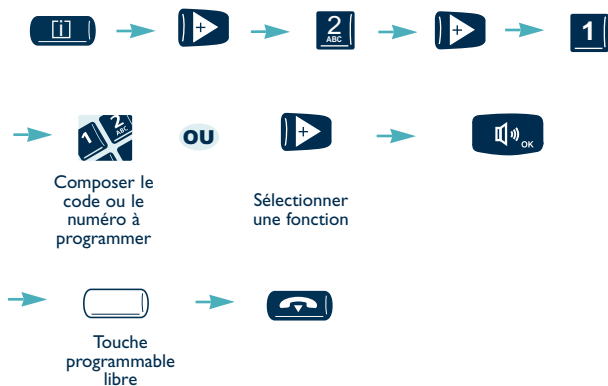 i + 2 ABC + 1
1 2 ABC OU + OK
Composer le
code ou le
numéro à
programmer
Sélectionner
une fonction
Touche
programmable
libre